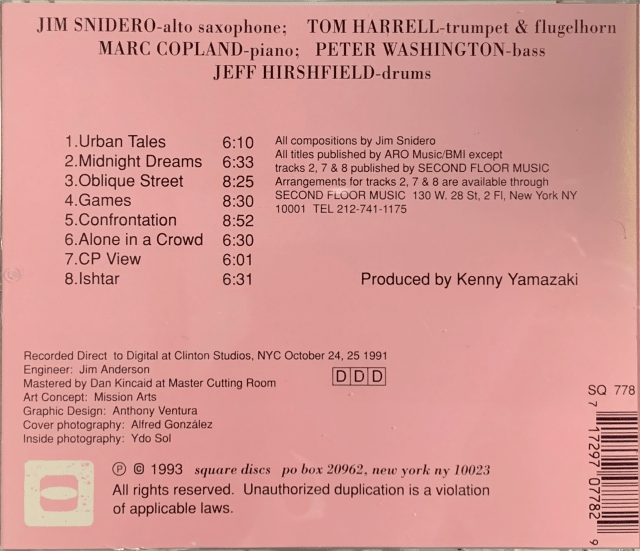 JIM SNIDERO-alto saxophone; TOM HARRELL-trumpet & flugelhorn
MARC COPLAND-piano; PETER WASHINGTON-bass
JEFF HIRSHFIELD-drums
1.Urban Tales 6:10
2.Midnight Dreams 6:33
3.Oblique Street 8:25
4.Games 8:30
5.Confrontation 8:52
6.Alone in a Crowd 6:30
7.CP View 6:01
8.Ishtar 6:31
All compositions by Jim Snidero
All titles published by ARO Music/BMI except
tracks 2, 7 & 8 published by SECOND FLOOR MUSIC
Arrangements for tracks 2, 7 & 8 are available through
SECOND FLOOR MUSIC 130 W. 28 St, 2 Fl, New York NY
10001 TEL 212-741-1175
Produced by Kenny Yamazaki
Recorded Direct to Digital at Clinton Studios, NYC October 24, 25 1991
Engineer: Jim Anderson
Mastered by Dan Kincaid at Master Cutting Room
Art Concept: Mission Arts
Graphic Design: Anthony Ventura
Cover photography: Alfred González
Inside photography: Ydo Sol
DDD
SQ 778
7 17297 07782 9
℗ © 1993 square discs po box 20962, new york ny 10023
All rights reserved. Unauthorized duplication is a violation
of applicable laws.